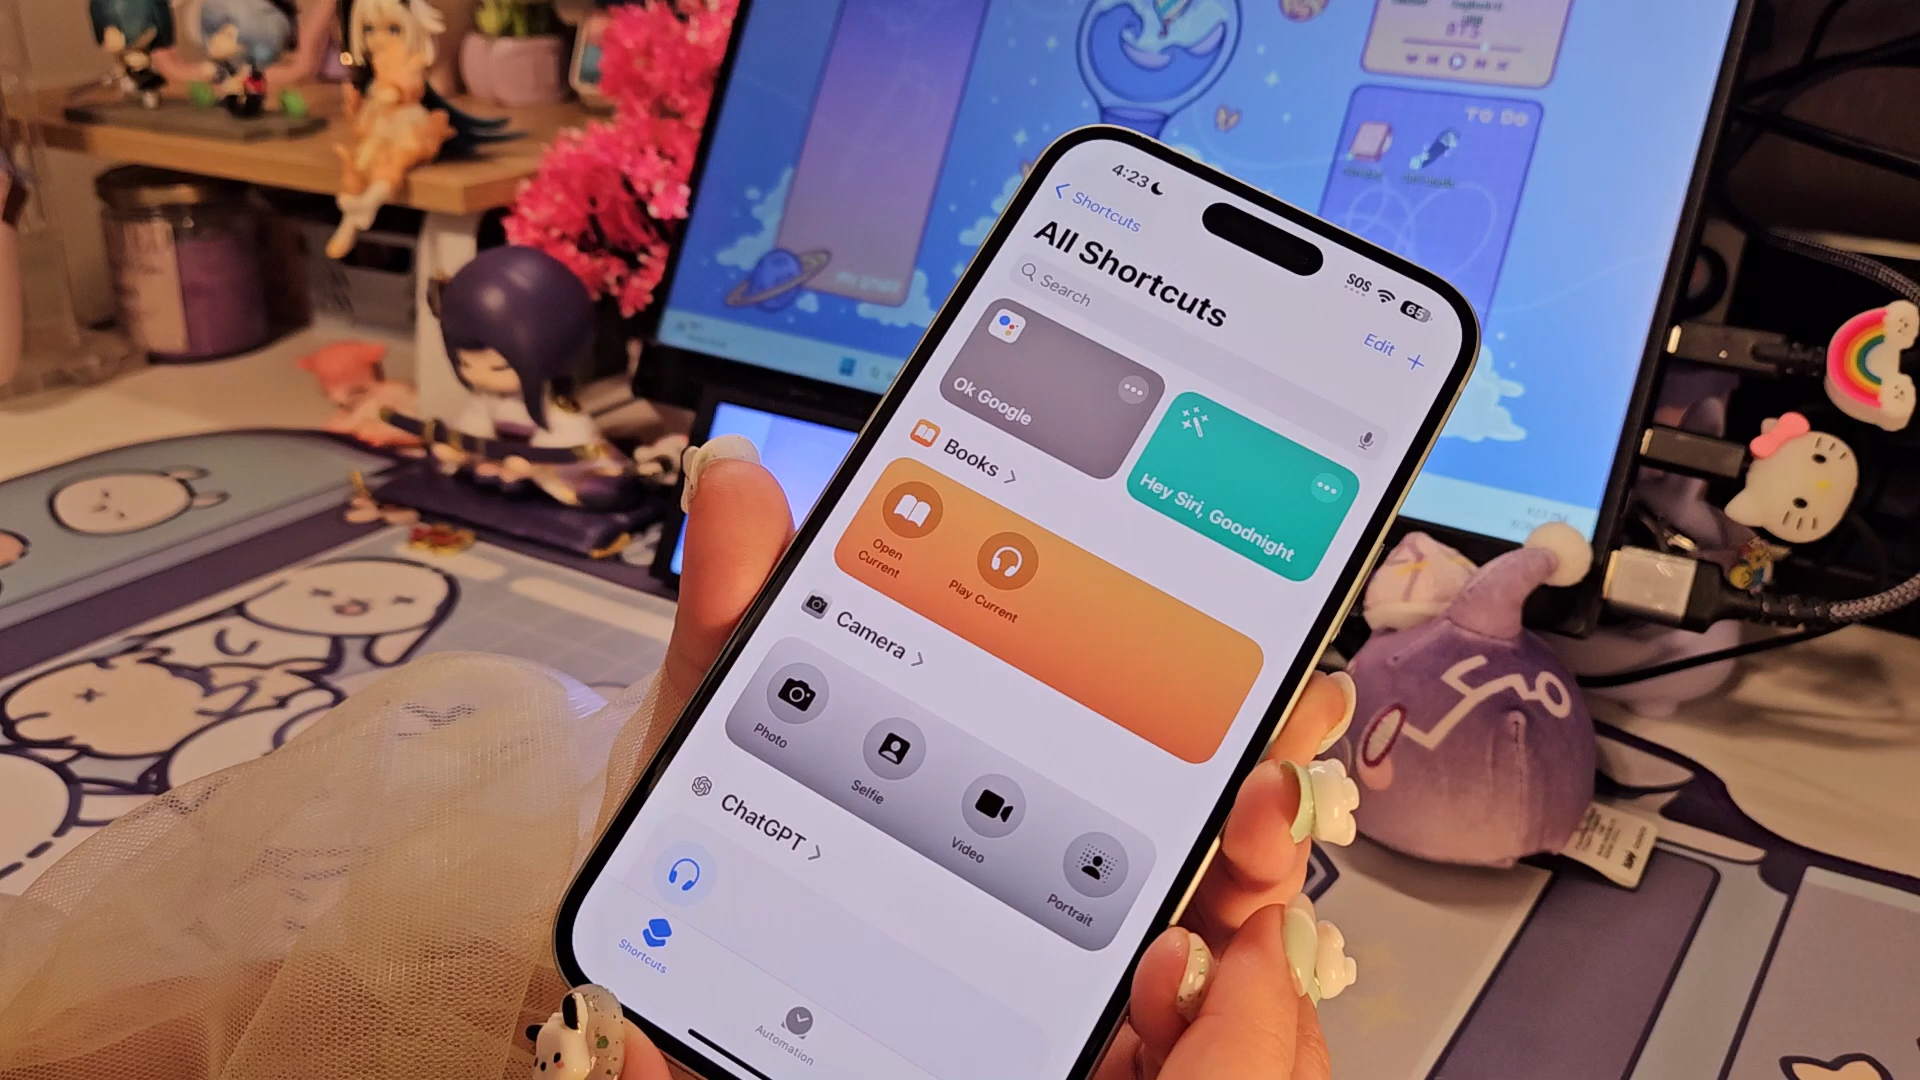 BTS
TO DO
4:23
SOS
65
Shortcuts
All Shortcuts
Edit
Search
Ok Google
Hey Siri, Goodnight
Books
Open
Current
Play Current
Camera
Photo
Selfie
Video
Portrait
ChatGPT
Shortcuts
Automation